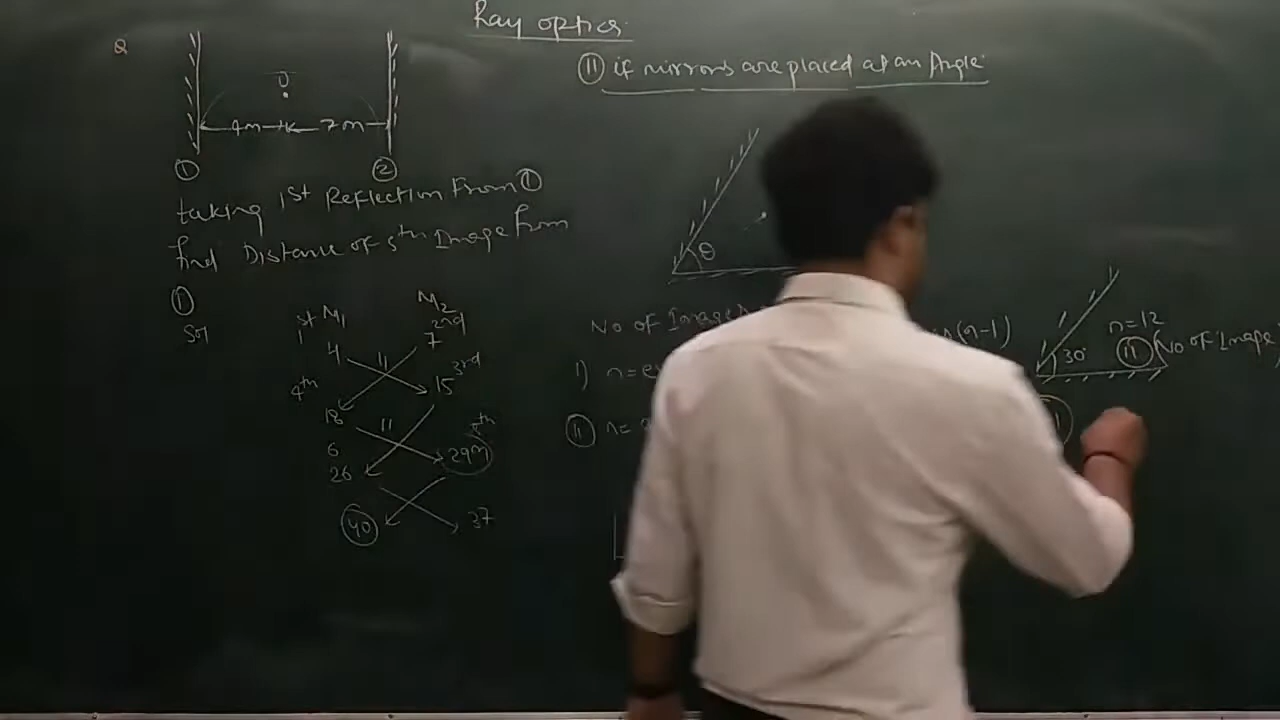 Ray optics
Q
(II) if mirrors are placed at an Angle
O
4m 7m
(1) (2)
taking 1st Reflection From (1)
find Distance of 5th Image from
(1)
Sol
1st M1 M2
2nd
4 11 7
4th 15 3rd
18 11
6 29m
26
40 37
θ
No of Image
(n-1)
n=12
30° (11) No of Image
1) n=
(II) n=